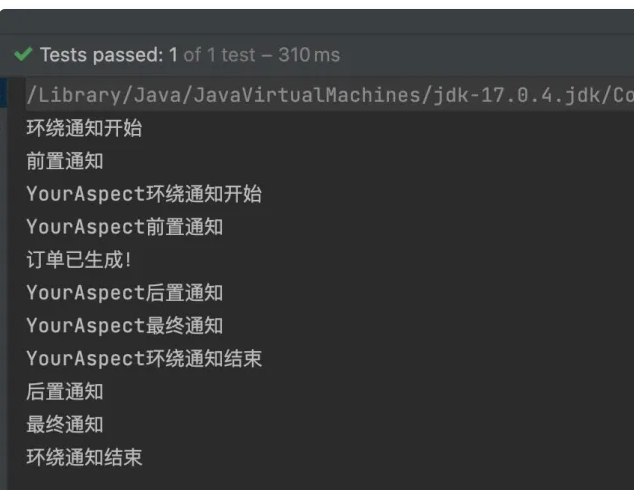 Tests passed: 1 of 1 test – 310 ms
/Library/Java/JavaVirtualMachines/jdk-17.0.4.jdk/Co
环绕通知开始
前置通知
YourAspect环绕通知开始
YourAspect前置通知
订单已生成!
YourAspect后置通知
YourAspect最终通知
YourAspect环绕通知结束
后置通知
最终通知
环绕通知结束